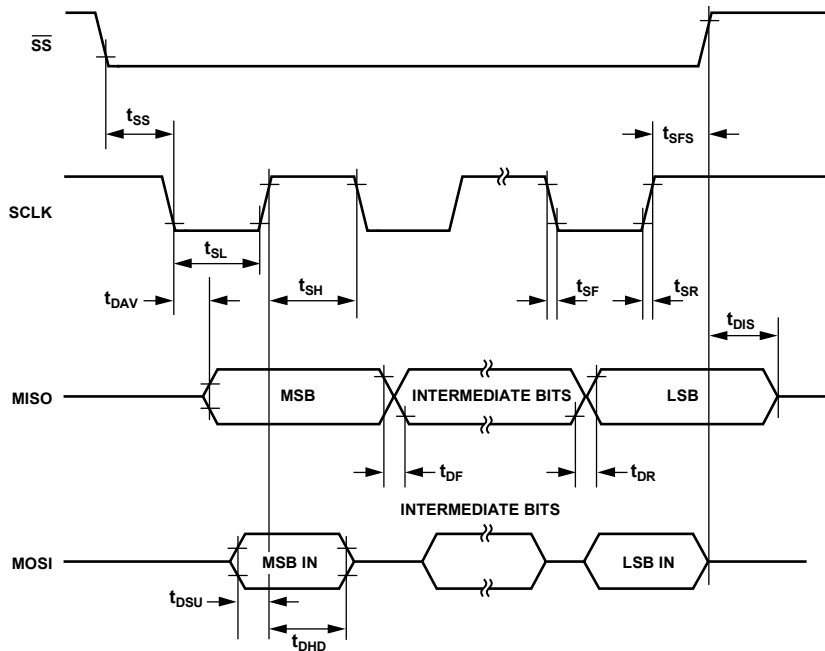 SS
tSS
tSFS
SCLK
tSL
tSH
tSF
tSR
tDAV
tDIS
MISO
MSB
INTERMEDIATE BITS
LSB
tDF
tDR
INTERMEDIATE BITS
MOSI
MSB IN
LSB IN
tDSU
tDHD